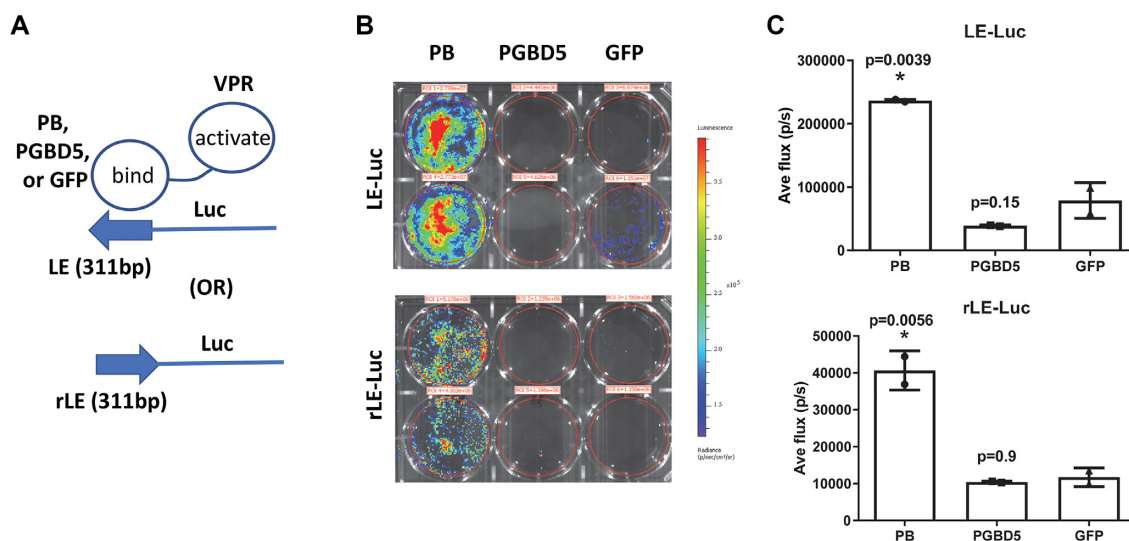 A
VPR
activate
PB,
PGBD5,
or GFP
bind
Luc
LE (311bp)
(OR)
Luc
rLE (311bp)
B
PB PGBD5 GFP
LE-Luc
rLE-Luc
Luminescence
3.5
3.0
2.5
x10⁵
2.0
1.5
Radiance
(p/sec/cm²/sr)
C
LE-Luc
p=0.0039
*
p=0.15
Ave flux (p/s)
300000
200000
100000
0
PB PGBD5 GFP
rLE-Luc
p=0.0056
*
p=0.9
Ave flux (p/s)
50000
40000
30000
20000
10000
0
PB PGBD5 GFP